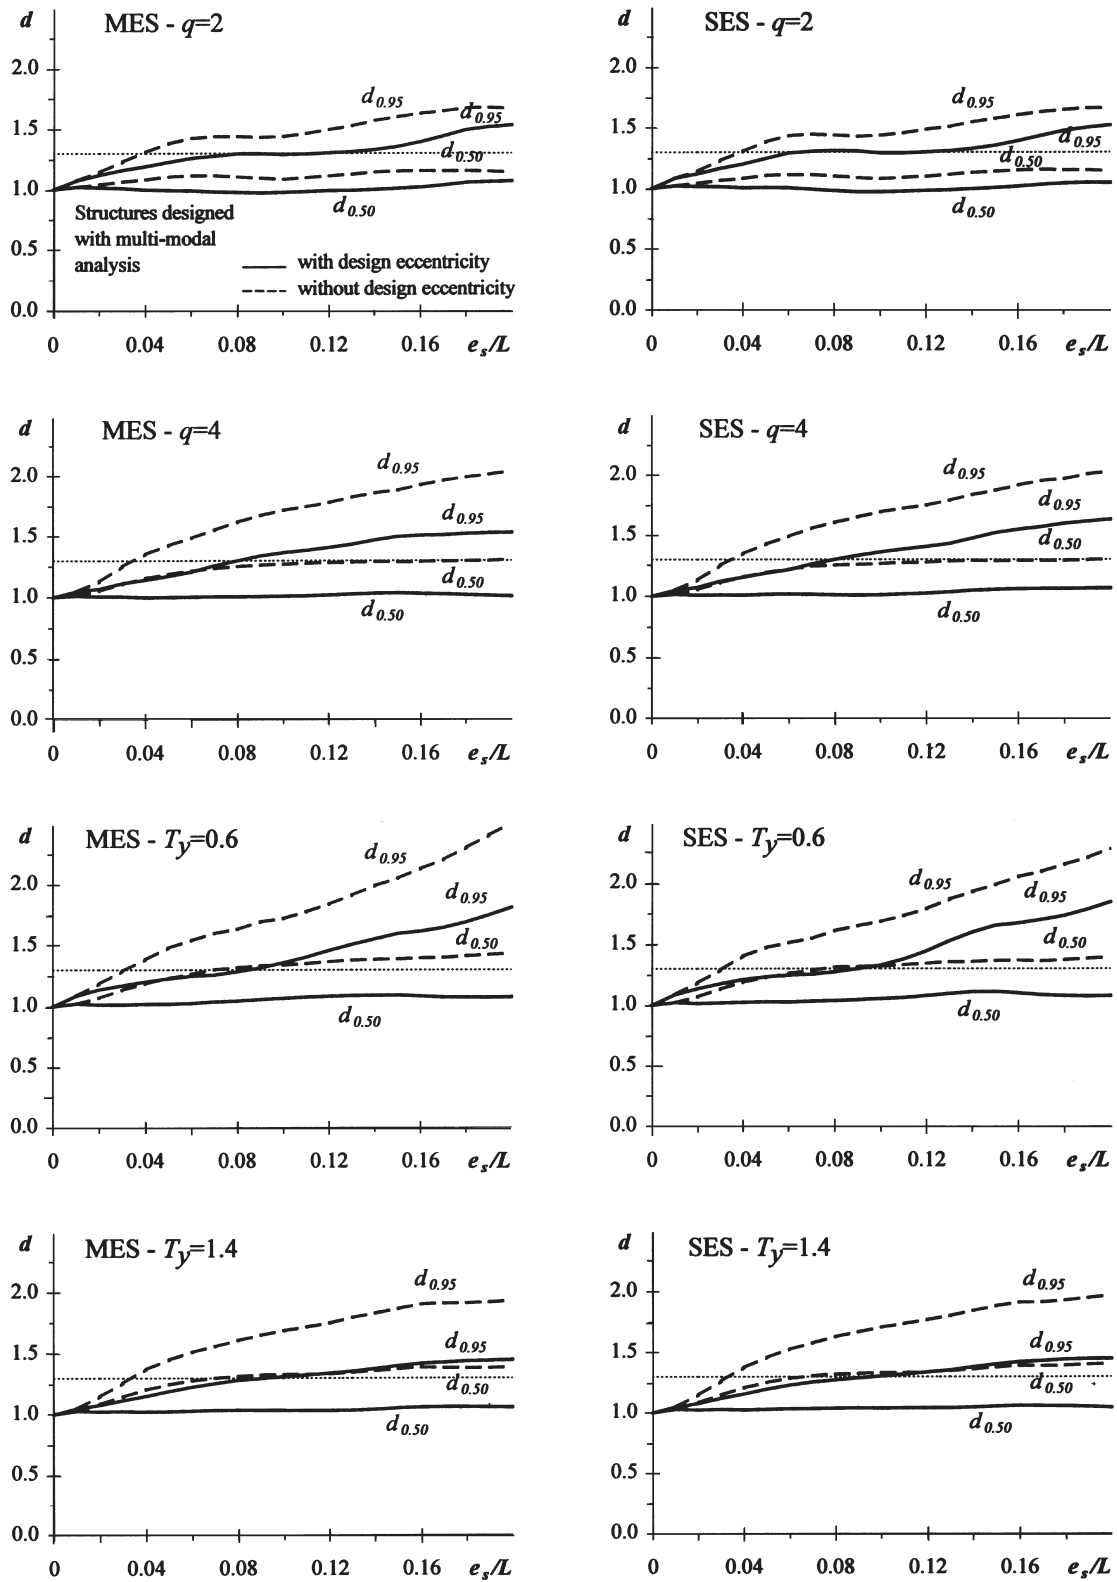 d
MES - q=2
2.0
1.5
1.0
0.5
0.0
d0.95
d0.95
d0.50
d0.50
Structures designed
with multi-modal
analysis
with design eccentricity
without design eccentricity
0 0.04 0.08 0.12 0.16 es/L
d
SES - q=2
2.0
1.5
1.0
0.5
0.0
d0.95
d0.95
d0.50
d0.50
0 0.04 0.08 0.12 0.16 es/L
d
MES - q=4
2.0
1.5
1.0
0.5
0.0
d0.95
d0.95
d0.50
d0.50
0 0.04 0.08 0.12 0.16 es/L
d
SES - q=4
2.0
1.5
1.0
0.5
0.0
d0.95
d0.95
d0.50
d0.50
0 0.04 0.08 0.12 0.16 es/L
d
MES - Ty=0.6
2.0
1.5
1.0
0.5
0.0
d0.95
d0.95
d0.50
d0.50
0 0.04 0.08 0.12 0.16 es/L
d
SES - Ty=0.6
2.0
1.5
1.0
0.5
0.0
d0.95
d0.95
d0.50
d0.50
0 0.04 0.08 0.12 0.16 es/L
d
MES - Ty=1.4
2.0
1.5
1.0
0.5
0.0
d0.95
d0.95
d0.50
d0.50
0 0.04 0.08 0.12 0.16 es/L
d
SES - Ty=1.4
2.0
1.5
1.0
0.5
0.0
d0.95
d0.95
d0.50
d0.50
0 0.04 0.08 0.12 0.16 es/L